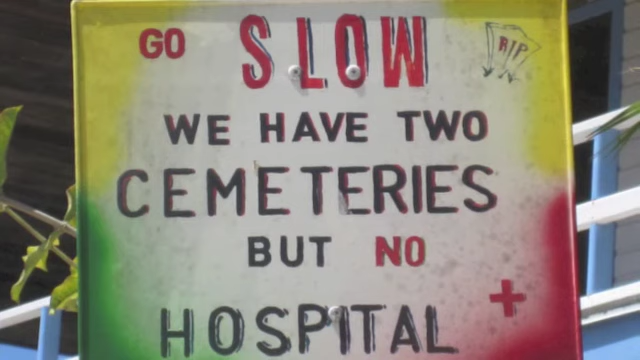 GO SLOW RIP
WE HAVE TWO
CEMETERIES
BUT NO
HOSPITAL